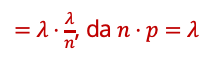 = λ · λ/n, da n · p = λ